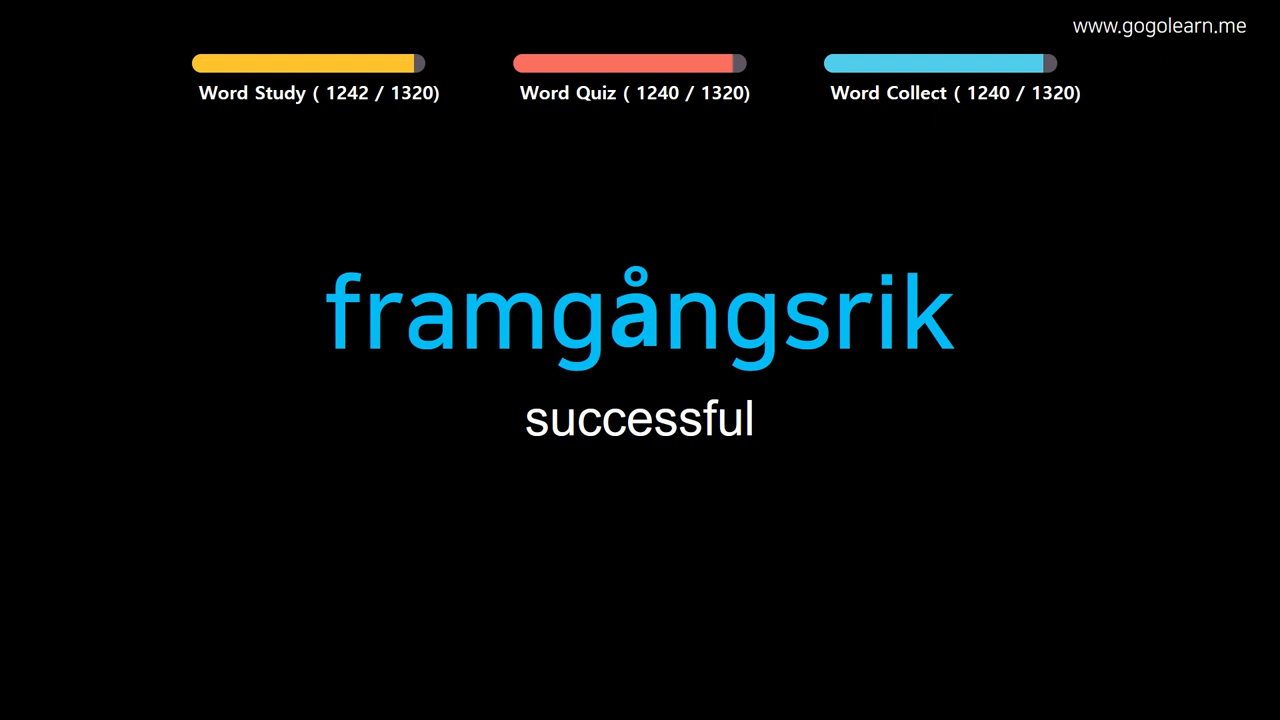 www.gogolearn.me
Word Study ( 1242 / 1320)
Word Quiz ( 1240 / 1320)
Word Collect ( 1240 / 1320)
framgångsrik
successful